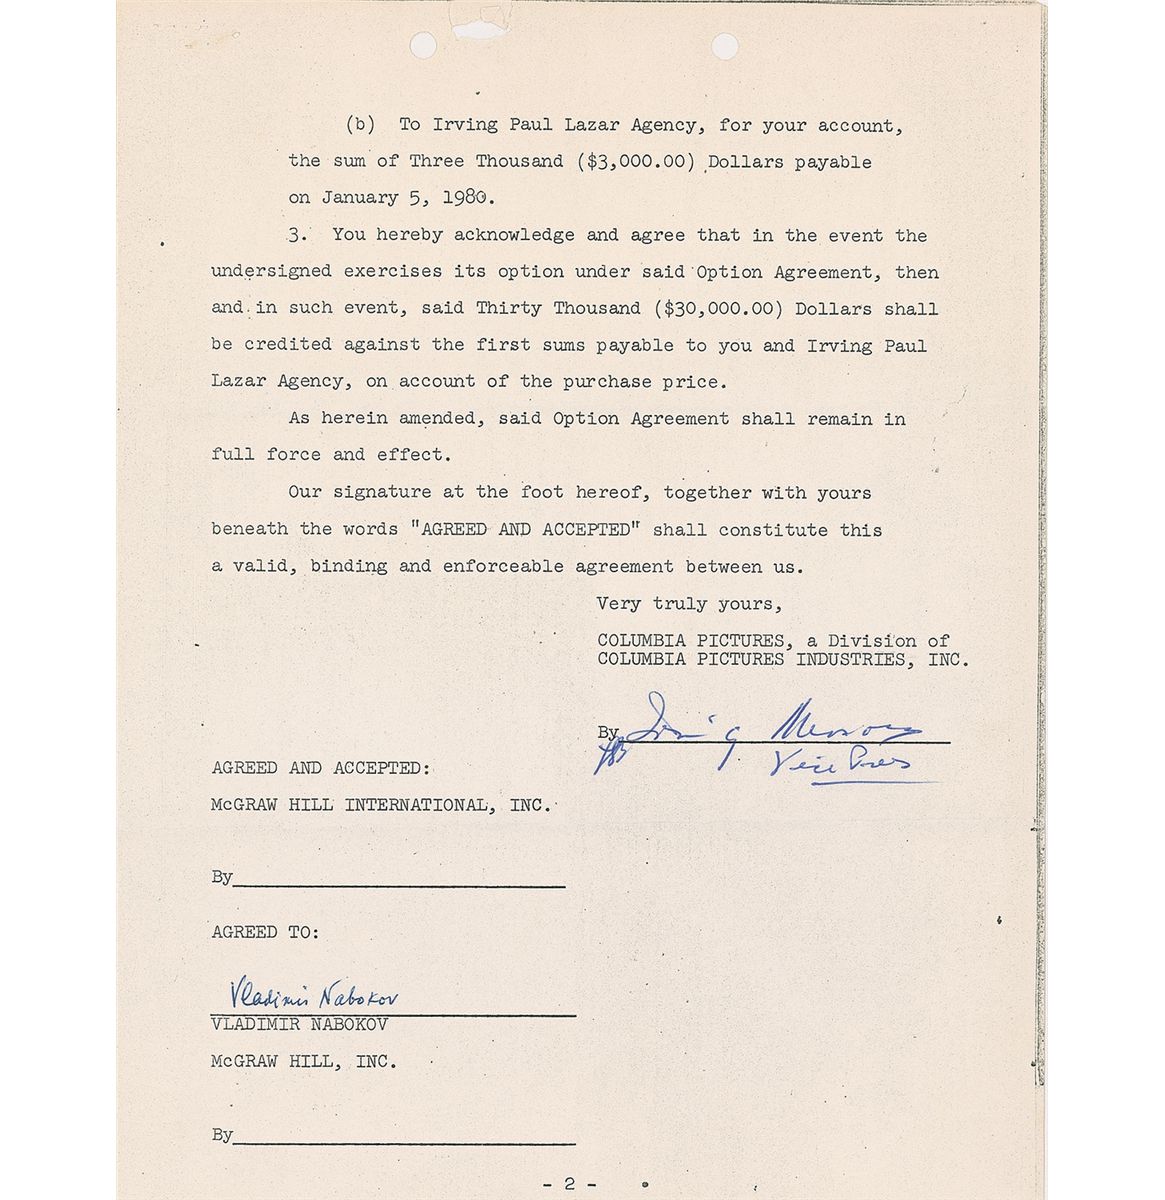 (b) To Irving Paul Lazar Agency, for your account,
the sum of Three Thousand ($3,000.00) Dollars payable
on January 5, 1980.
3. You hereby acknowledge and agree that in the event the
undersigned exercises its option under said Option Agreement, then
and in such event, said Thirty Thousand ($30,000.00) Dollars shall
be credited against the first sums payable to you and Irving Paul
Lazar Agency, on account of the purchase price.
As herein amended, said Option Agreement shall remain in
full force and effect.
Our signature at the foot hereof, together with yours
beneath the words "AGREED AND ACCEPTED" shall constitute this
a valid, binding and enforceable agreement between us.
Very truly yours,
COLUMBIA PICTURES, a Division of
COLUMBIA PICTURES INDUSTRIES, INC.
By
Vice Pres
AGREED AND ACCEPTED:
McGRAW HILL INTERNATIONAL, INC.
By
AGREED TO:
Vladimir Nabokov
VLADIMIR NABOKOV
McGRAW HILL, INC.
By
- 2 -